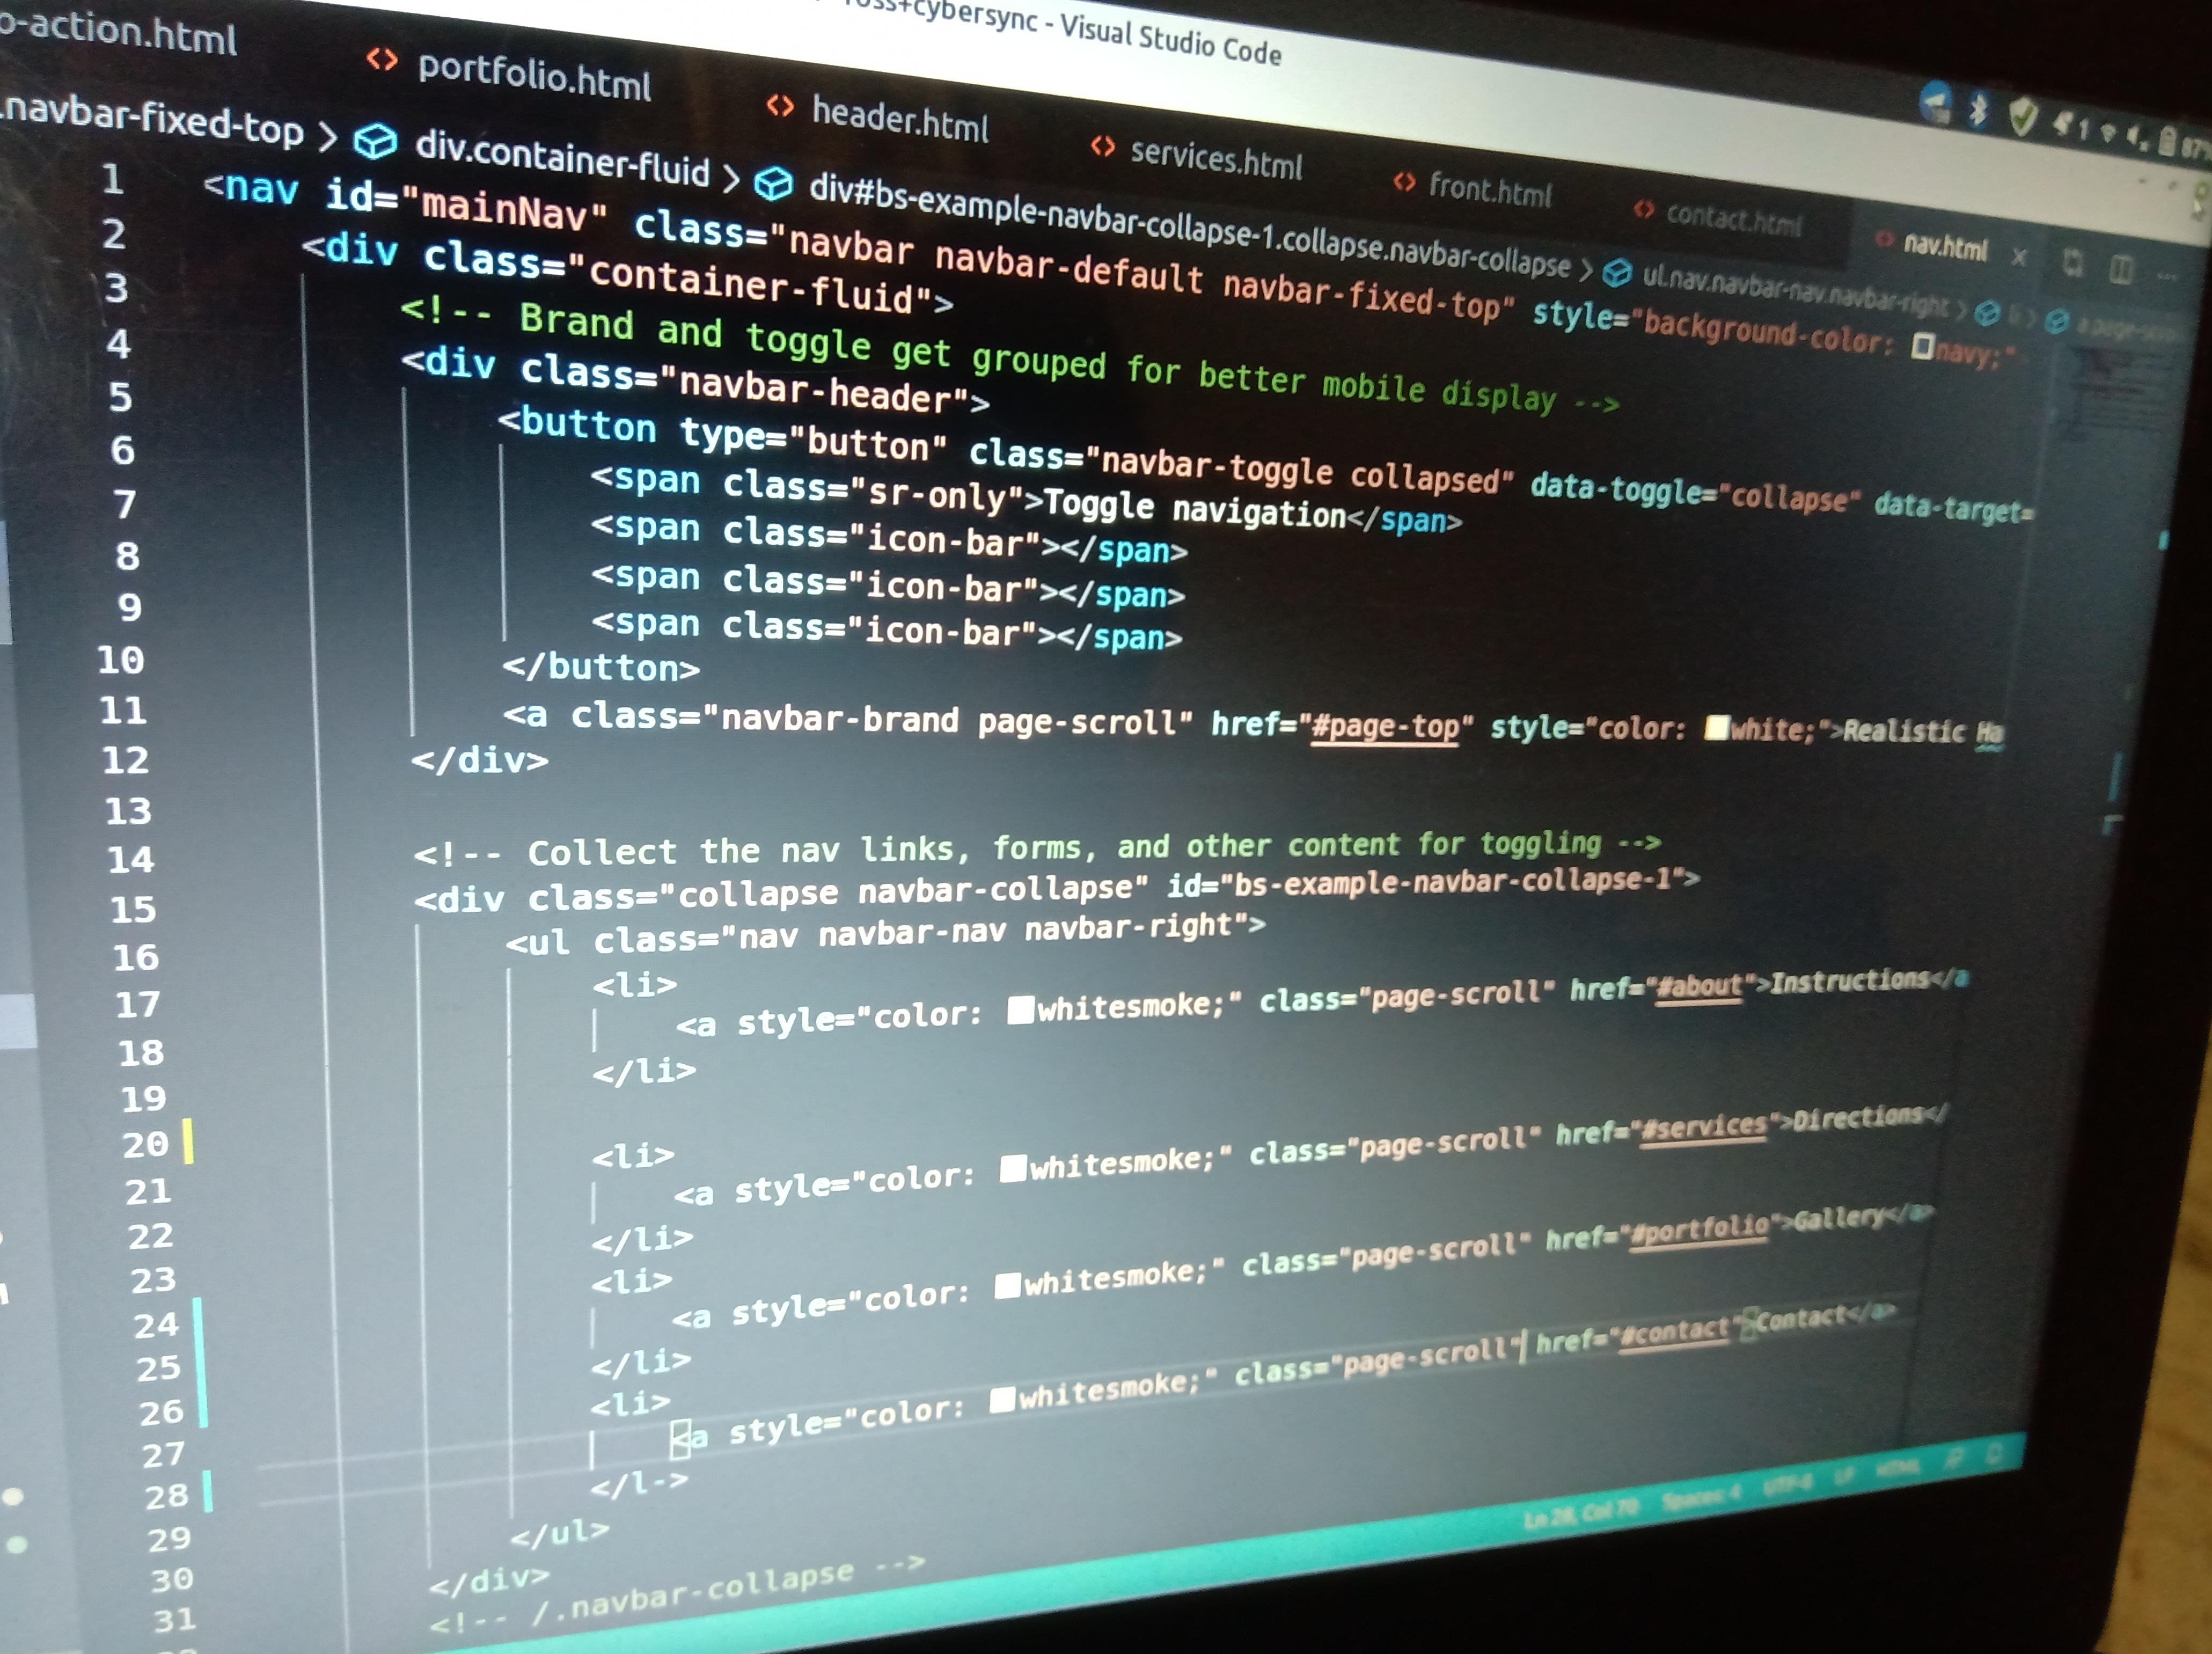 +cybersync - Visual Studio Code
87%
o-action.html portfolio.html header.html services.html front.html contact.html nav.html
.navbar-fixed-top > div.container-fluid > div#bs-example-navbar-collapse-1.collapse.navbar-collapse > ul.nav.navbar-nav.navbar-right >
1 <nav id="mainNav" class="navbar navbar-default navbar-fixed-top" style="background-color: navy;"
2 <div class="container-fluid">
3 <!-- Brand and toggle get grouped for better mobile display -->
4 <div class="navbar-header">
5 <button type="button" class="navbar-toggle collapsed" data-toggle="collapse" data-target=
6 <span class="sr-only">Toggle navigation</span>
7 <span class="icon-bar"></span>
8 <span class="icon-bar"></span>
9 <span class="icon-bar"></span>
10 </button>
11 <a class="navbar-brand page-scroll" href="#page-top" style="color: white;">Realistic Ha
12 </div>
13
14 <!-- Collect the nav links, forms, and other content for toggling -->
15 <div class="collapse navbar-collapse" id="bs-example-navbar-collapse-1">
16 <ul class="nav navbar-nav navbar-right">
17 <li>
18 <a style="color: whitesmoke;" class="page-scroll" href="#about">Instructions</a
19 </li>
20
21 <li>
22 <a style="color: whitesmoke;" class="page-scroll" href="#services">Directions</
23 </li>
24 <li>
25 <a style="color: whitesmoke;" class="page-scroll" href="#portfolio">Gallery</a>
26 </li>
27 <li>
28 <a style="color: whitesmoke;" class="page-scroll" href="#contact">Contact</a>
29 </l->
30 </ul>
31 </div>
<!-- /.navbar-collapse -->
Ln 28, Col 70 Spaces: 4 UTF-8 LF HTML